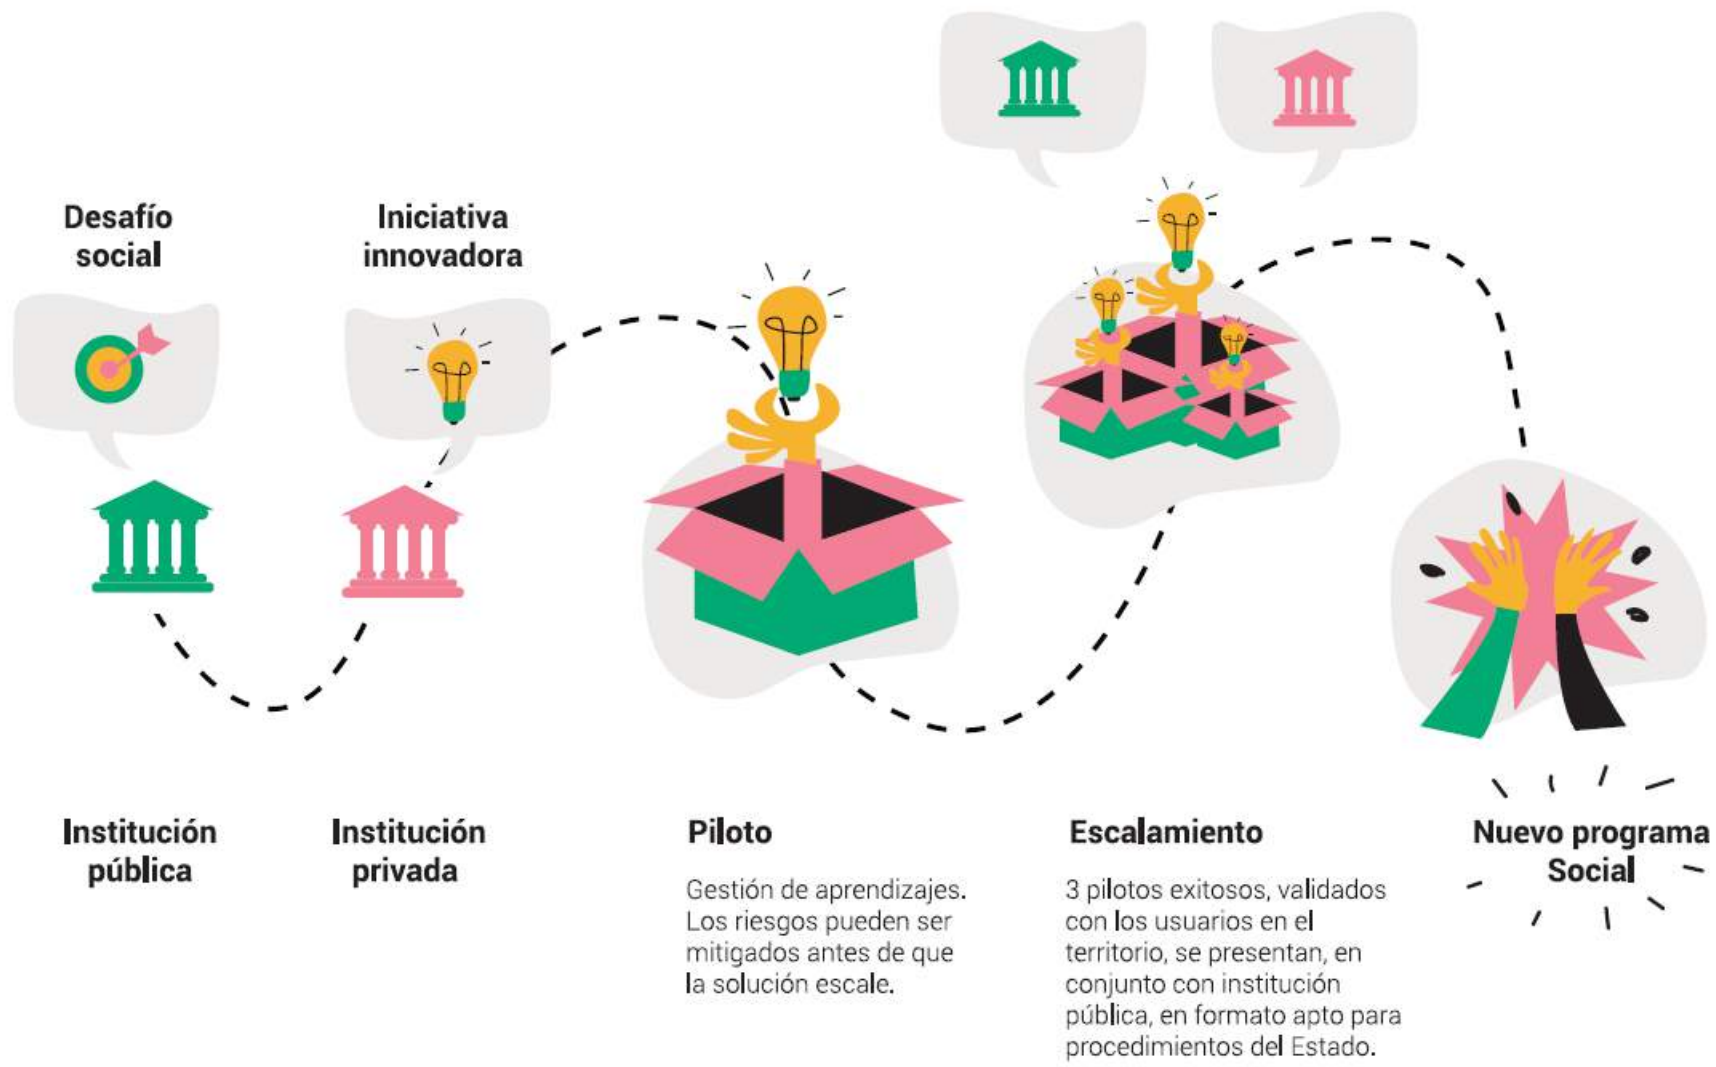 Desafío
social
Iniciativa
innovadora
Institución
pública
Institución
privada
Piloto
Gestión de aprendizajes.
Los riesgos pueden ser
mitigados antes de que
la solución escale.
Escalamiento
3 pilotos exitosos, validados
con los usuarios en el
territorio, se presentan, en
conjunto con institución
pública, en formato apto para
procedimientos del Estado.
Nuevo programa
Social